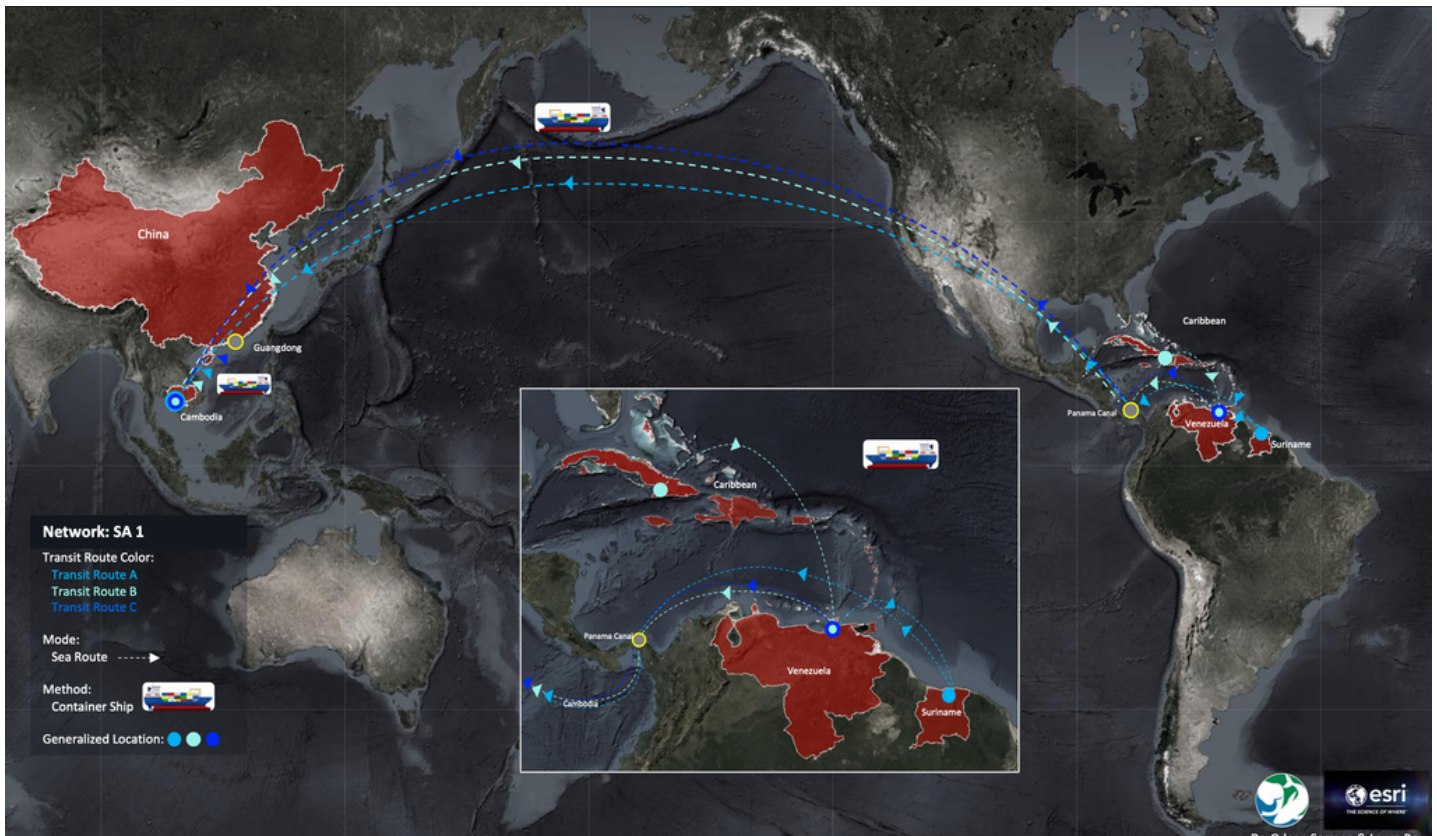 China
Guangdong
Cambodia
Caribbean
Panama Canal
Venezuela
Suriname
Caribbean
Panama Canal
Venezuela
Cambodia
Suriname
Network: SA 1
Transit Route Color:
Transit Route A
Transit Route B
Transit Route C
Mode:
Sea Route
Method:
Container Ship
Generalized Location:
esri
THE SCIENCE OF WHERE